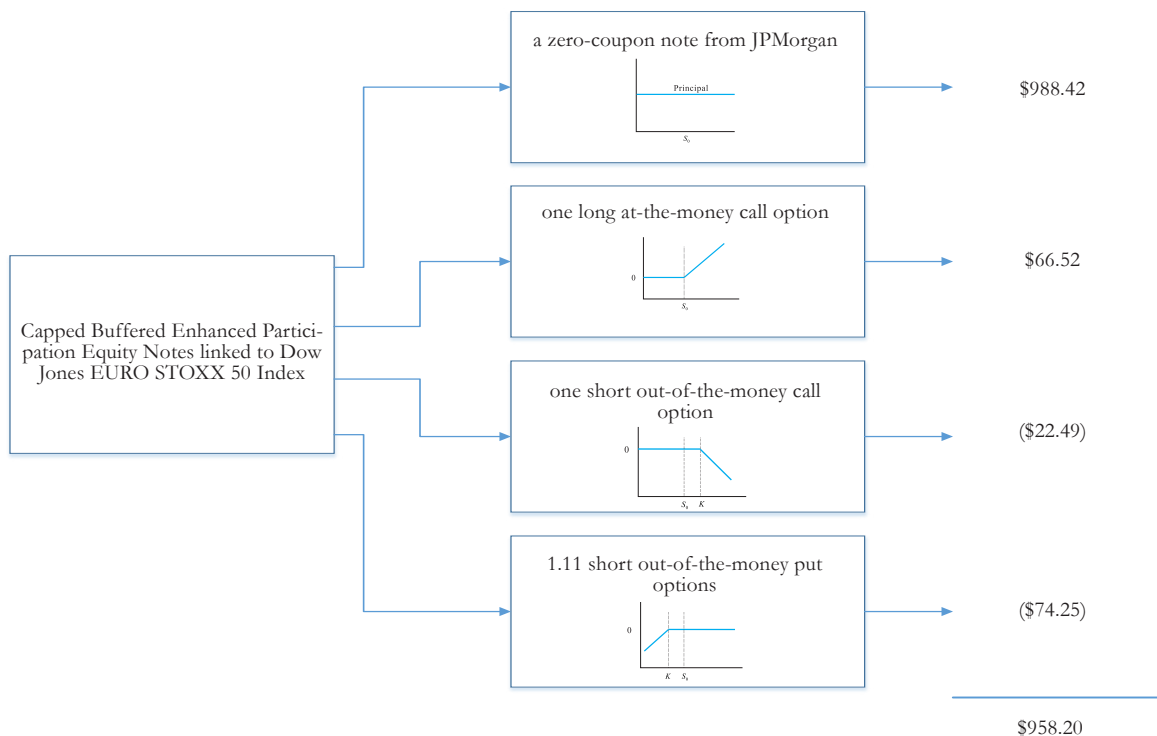 a zero-coupon note from JPMorgan
Principal
S₀
$988.42
one long at-the-money call option
0
S₀
$66.52
Capped Buffered Enhanced Partici-
pation Equity Notes linked to Dow
Jones EURO STOXX 50 Index
one short out-of-the-money call
option
0
S₀ K
($22.49)
1.11 short out-of-the-money put
options
0
K S₀
($74.25)
$958.20